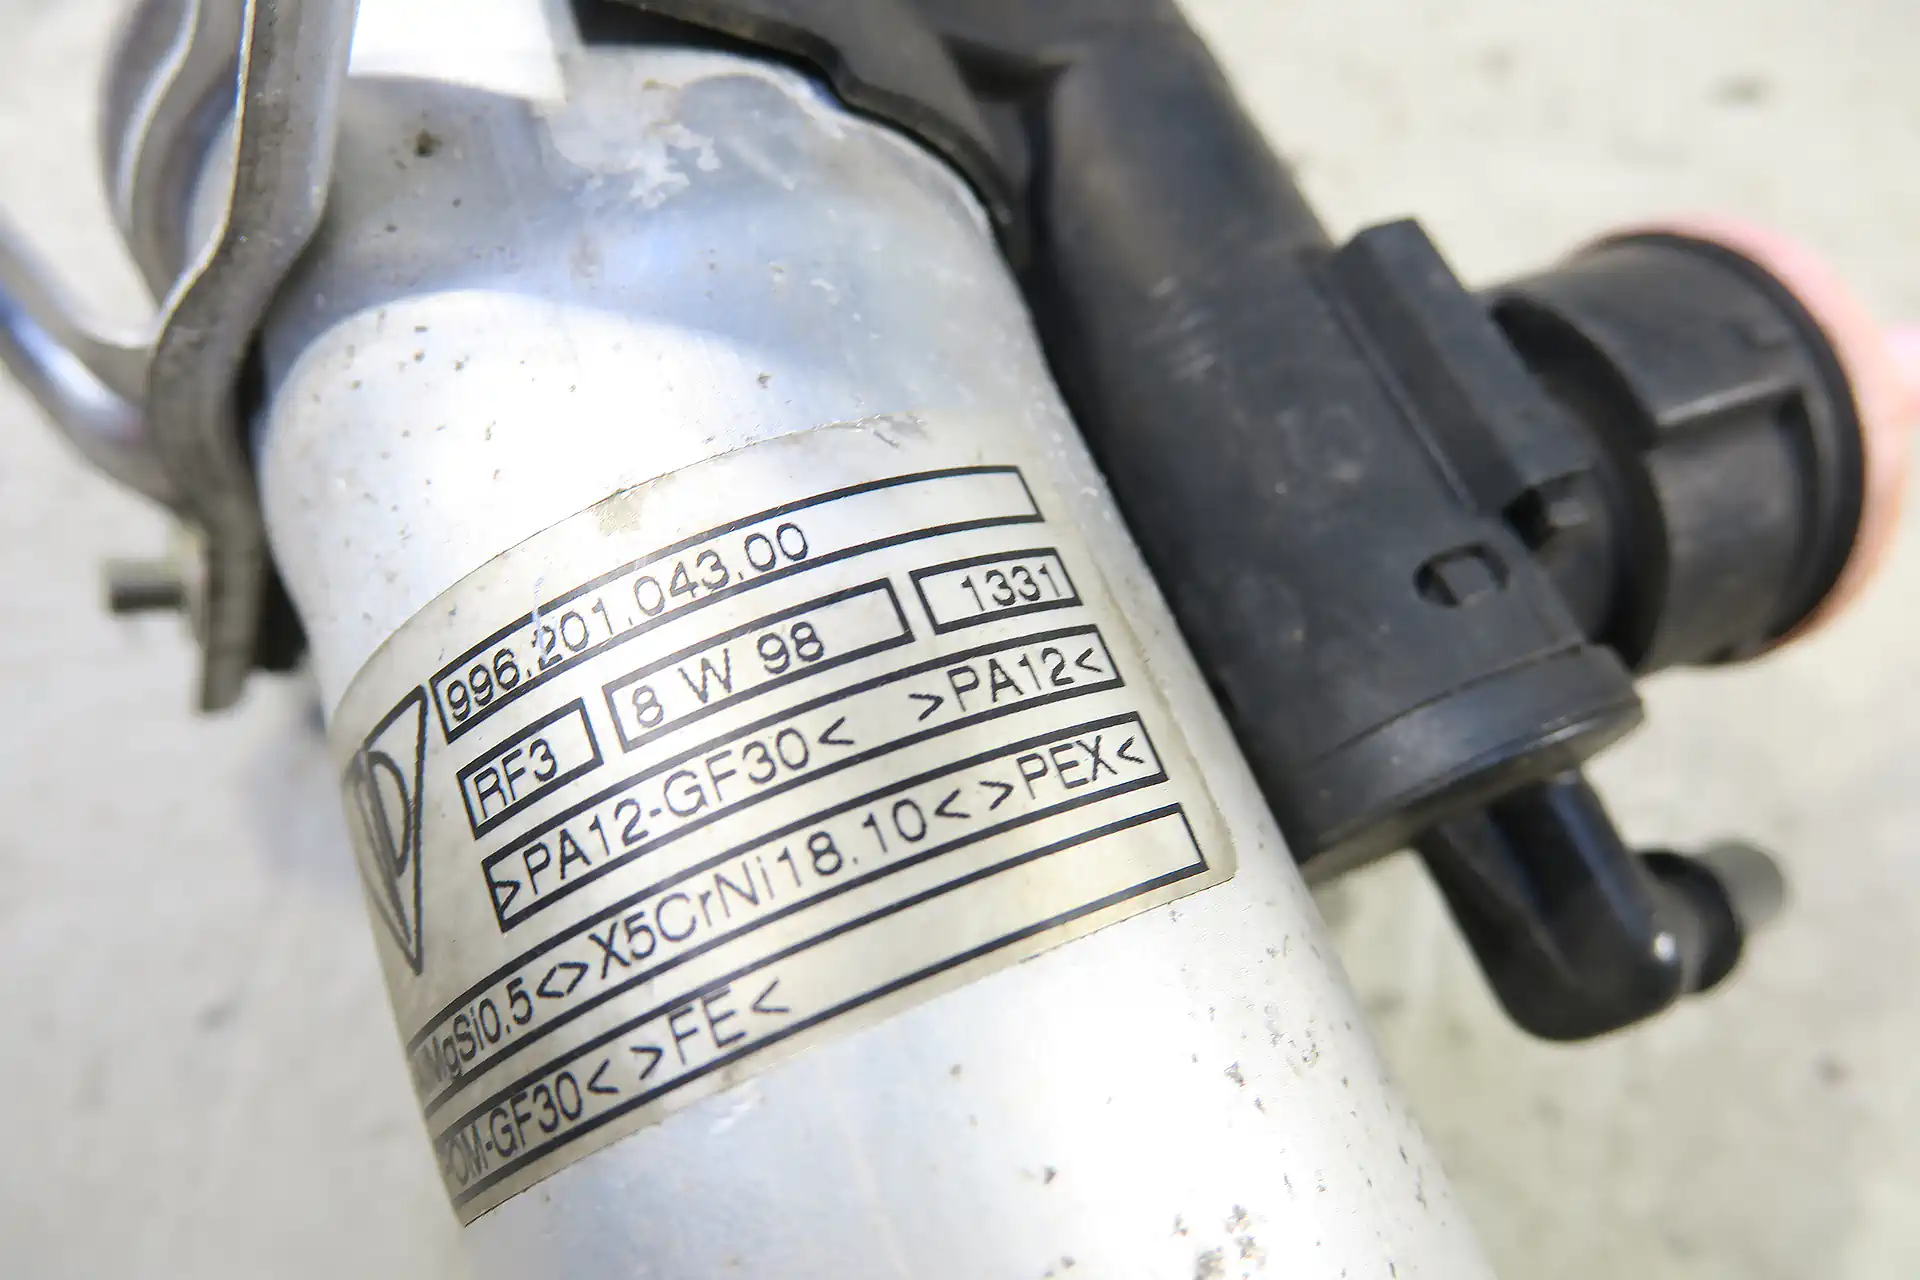 996.201.043.00
RF3 8 W 98 1331
>PA12-GF30< >PA12<
MgSi0.5<>X5CrNi18.10<>PEX<
OM-GF30< >FE<